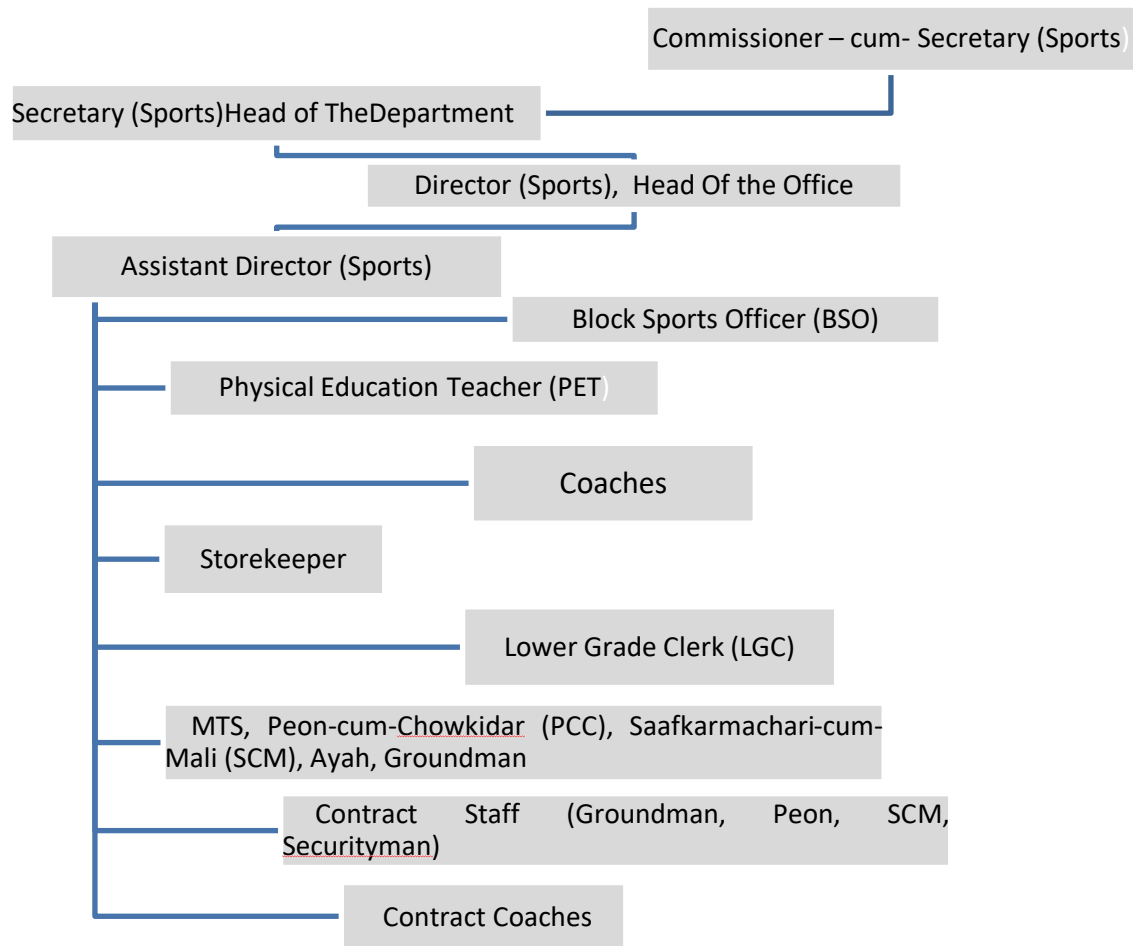 Commissioner – cum- Secretary (Sports)
Secretary (Sports)Head of TheDepartment
Director (Sports), Head Of the Office
Assistant Director (Sports)
Block Sports Officer (BSO)
Physical Education Teacher (PET)
Coaches
Storekeeper
Lower Grade Clerk (LGC)
MTS, Peon-cum-Chowkidar (PCC), Saafkarmachari-cum-
Mali (SCM), Ayah, Groundman
Contract Staff (Groundman, Peon, SCM,
Securityman)
Contract Coaches